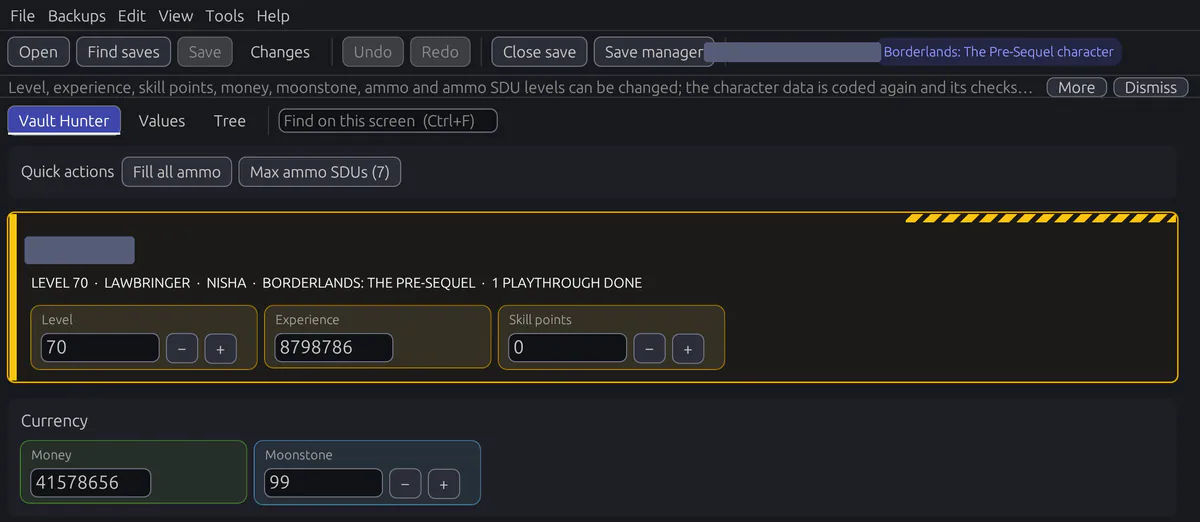 File Backups Edit View Tools Help
Open Find saves Save Changes Undo Redo Close save Save manager Borderlands: The Pre-Sequel character
Level, experience, skill points, money, moonstone, ammo and ammo SDU levels can be changed; the character data is coded again and its checks… More Dismiss
Vault Hunter Values Tree Find on this screen (Ctrl+F)
Quick actions Fill all ammo Max ammo SDUs (7)
LEVEL 70 · LAWBRINGER · NISHA · BORDERLANDS: THE PRE-SEQUEL · 1 PLAYTHROUGH DONE
Level Experience Skill points
70 – + 8798786 0 – +
Currency
Money Moonstone
41578656 99 – +